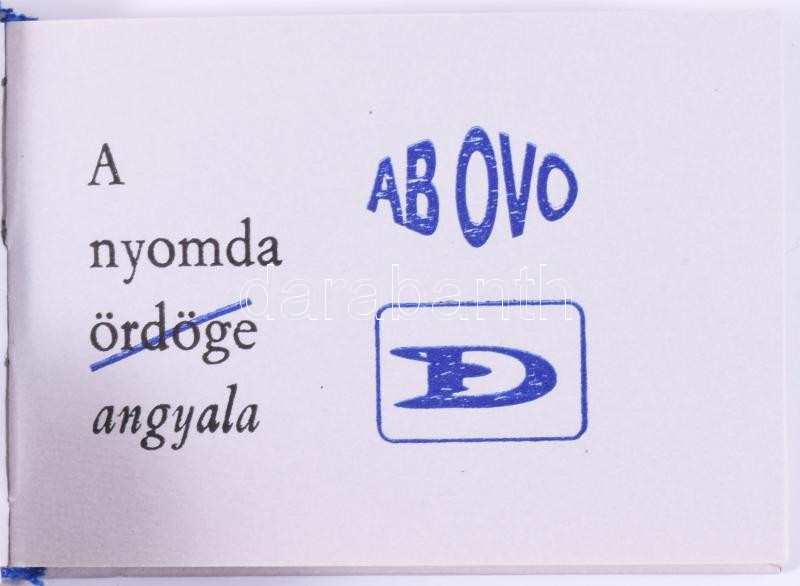 A
nyomda
ördöge
angyala
AB OVO
darabanth